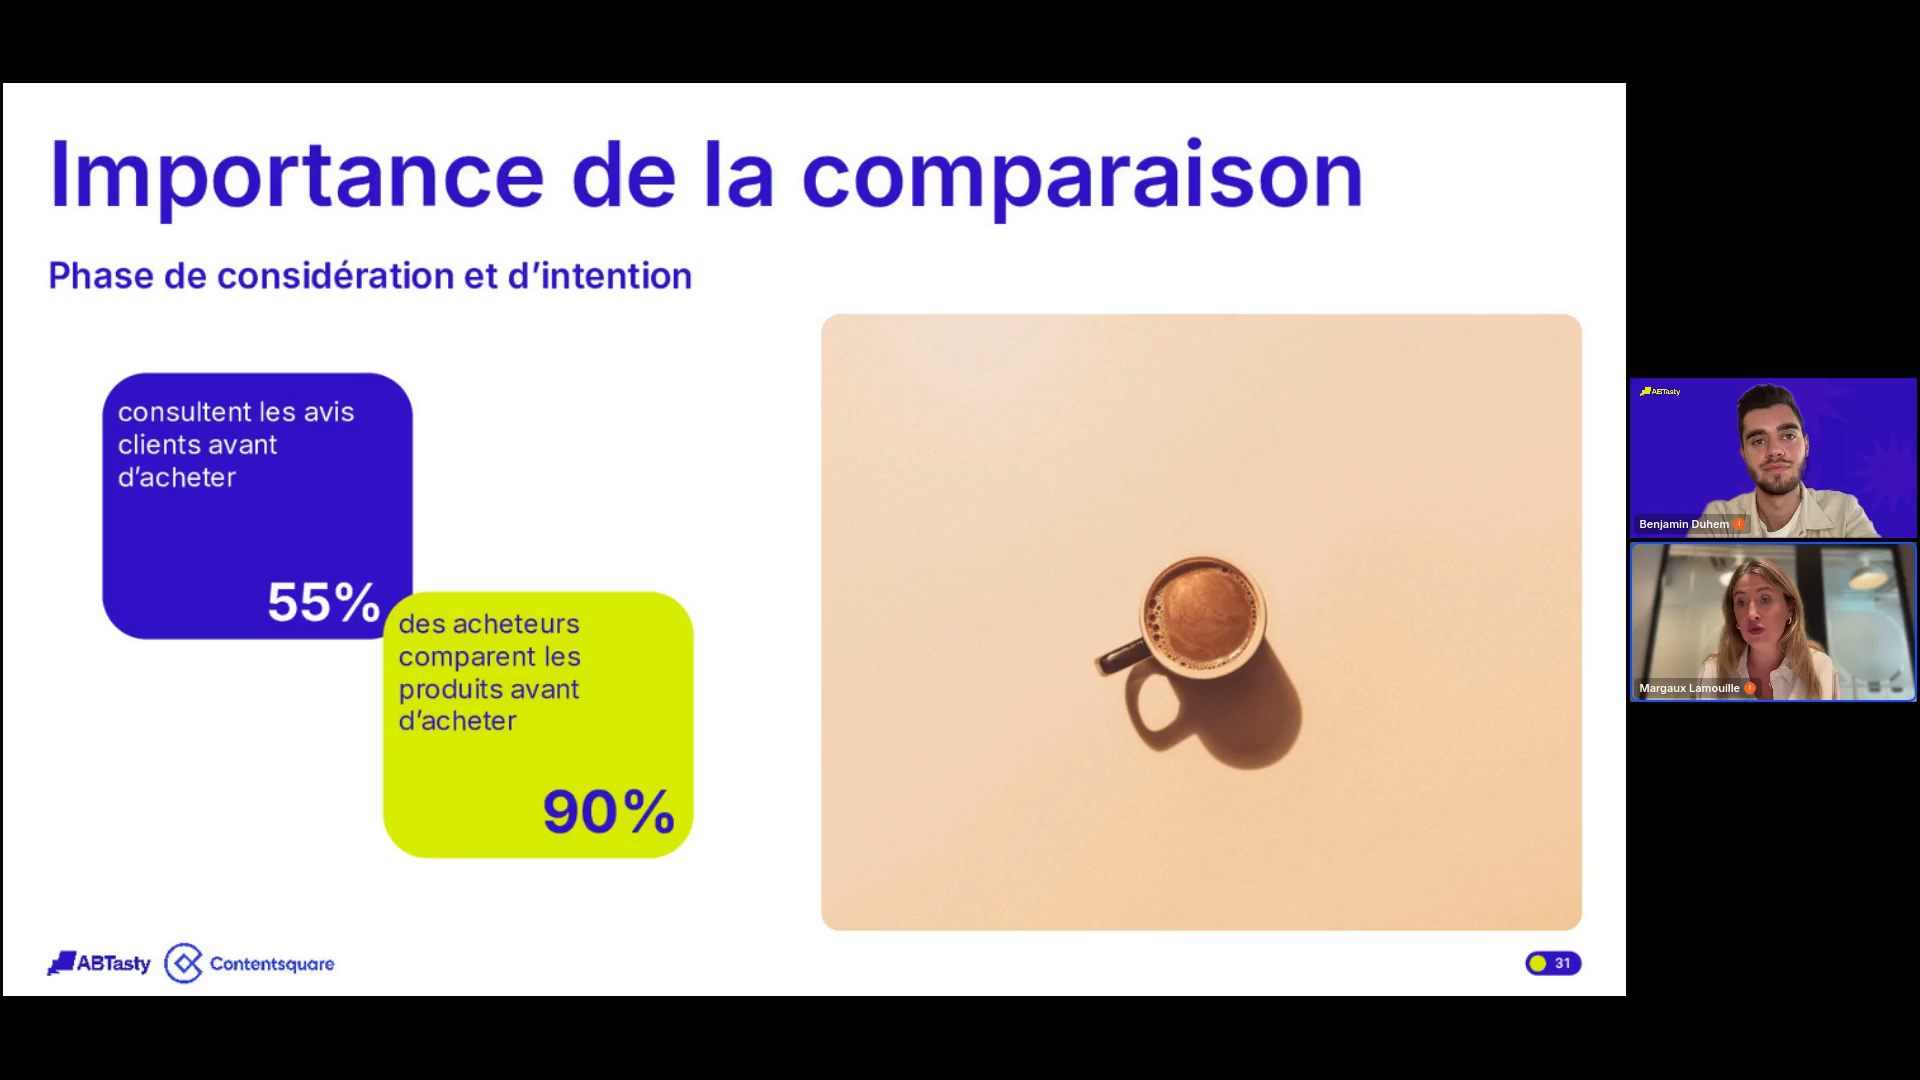 Importance de la comparaison
Phase de considération et d’intention
consultent les avis
clients avant
d’acheter
55%
des acheteurs
comparent les
produits avant
d’acheter
90%
ABTasty
Contentsquare
31
ABTasty
Benjamin Duhem
Margaux Lamouille